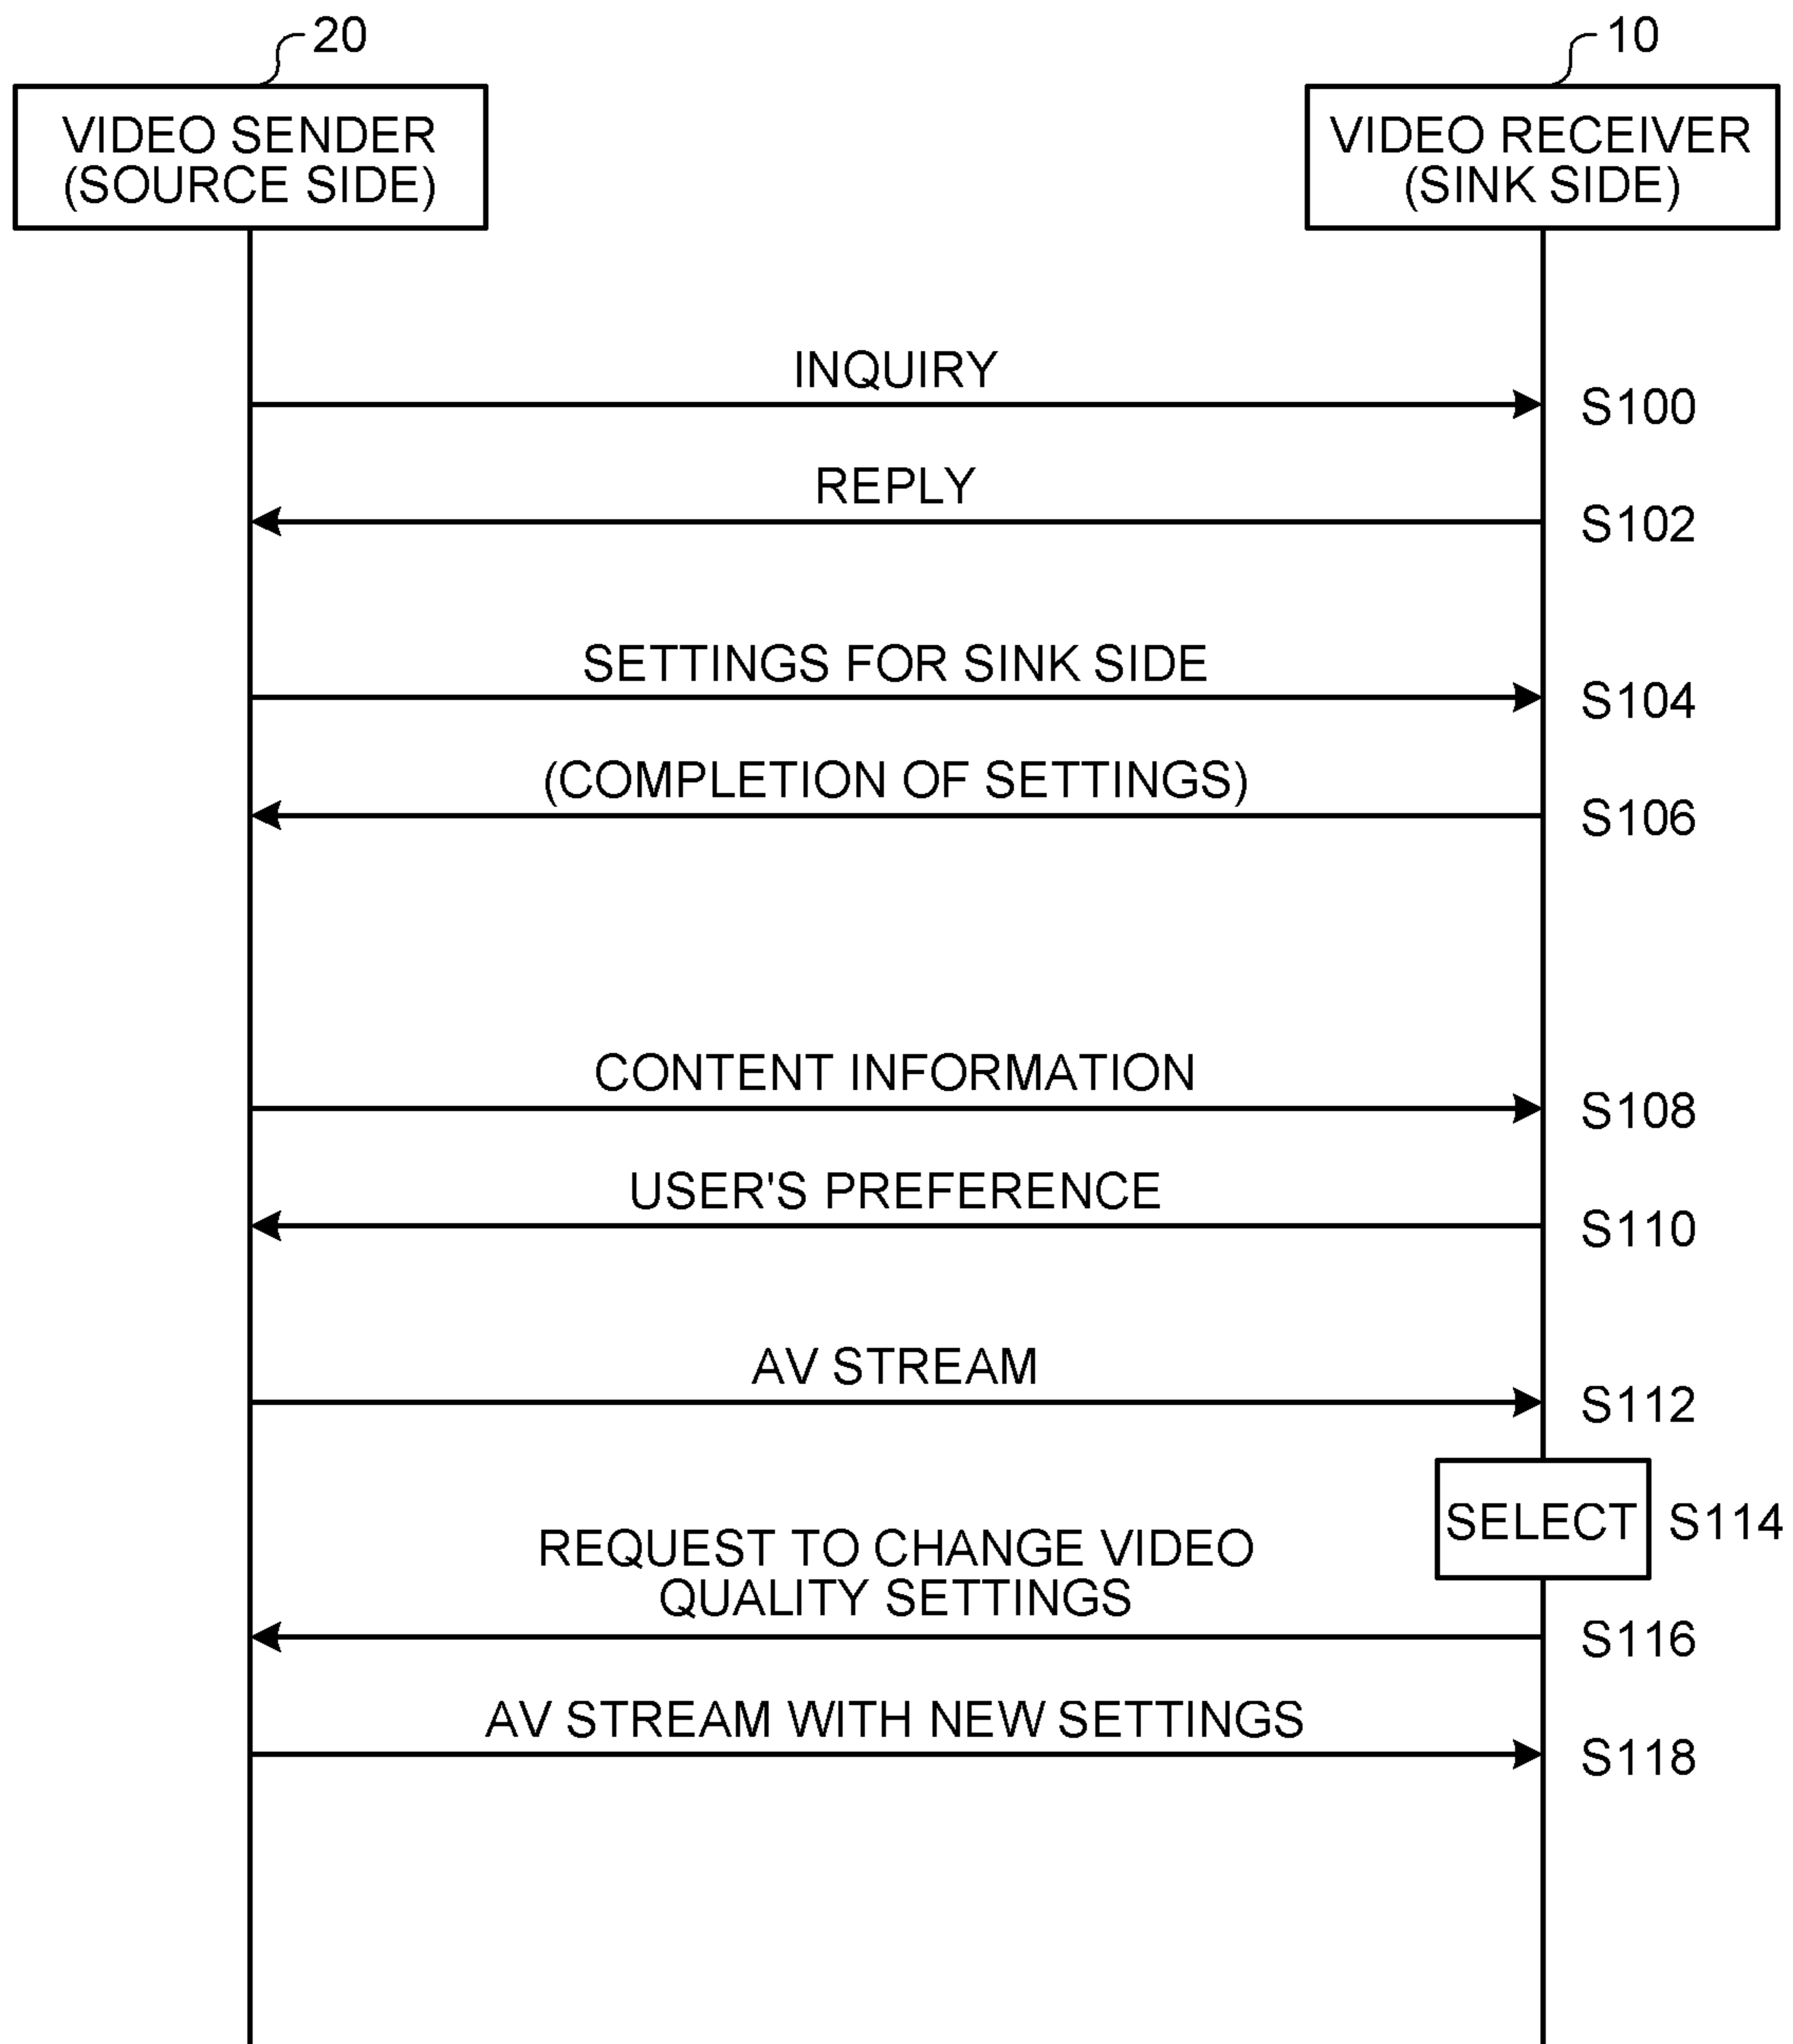 20
10
VIDEO SENDER
(SOURCE SIDE)
VIDEO RECEIVER
(SINK SIDE)
INQUIRY
S100
REPLY
S102
SETTINGS FOR SINK SIDE
S104
(COMPLETION OF SETTINGS)
S106
CONTENT INFORMATION
S108
USER'S PREFERENCE
S110
AV STREAM
S112
SELECT
S114
REQUEST TO CHANGE VIDEO
QUALITY SETTINGS
S116
AV STREAM WITH NEW SETTINGS
S118